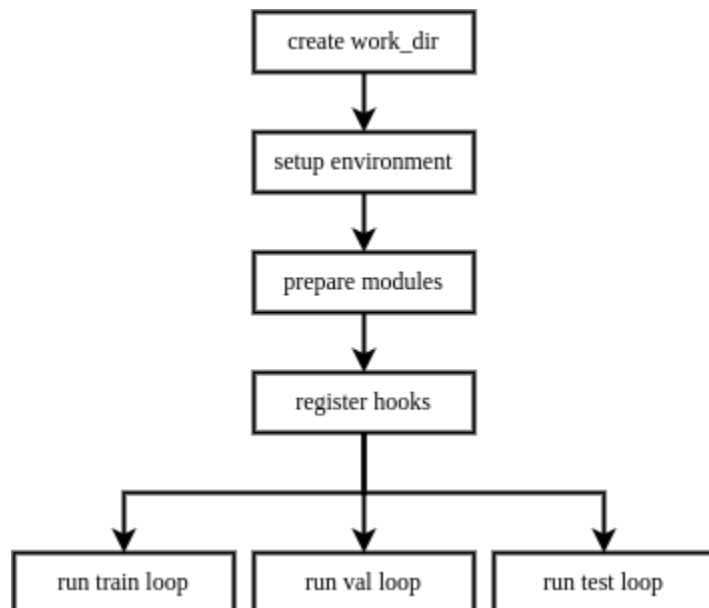 create work_dir
setup environment
prepare modules
register hooks
run train loop
run val loop
run test loop